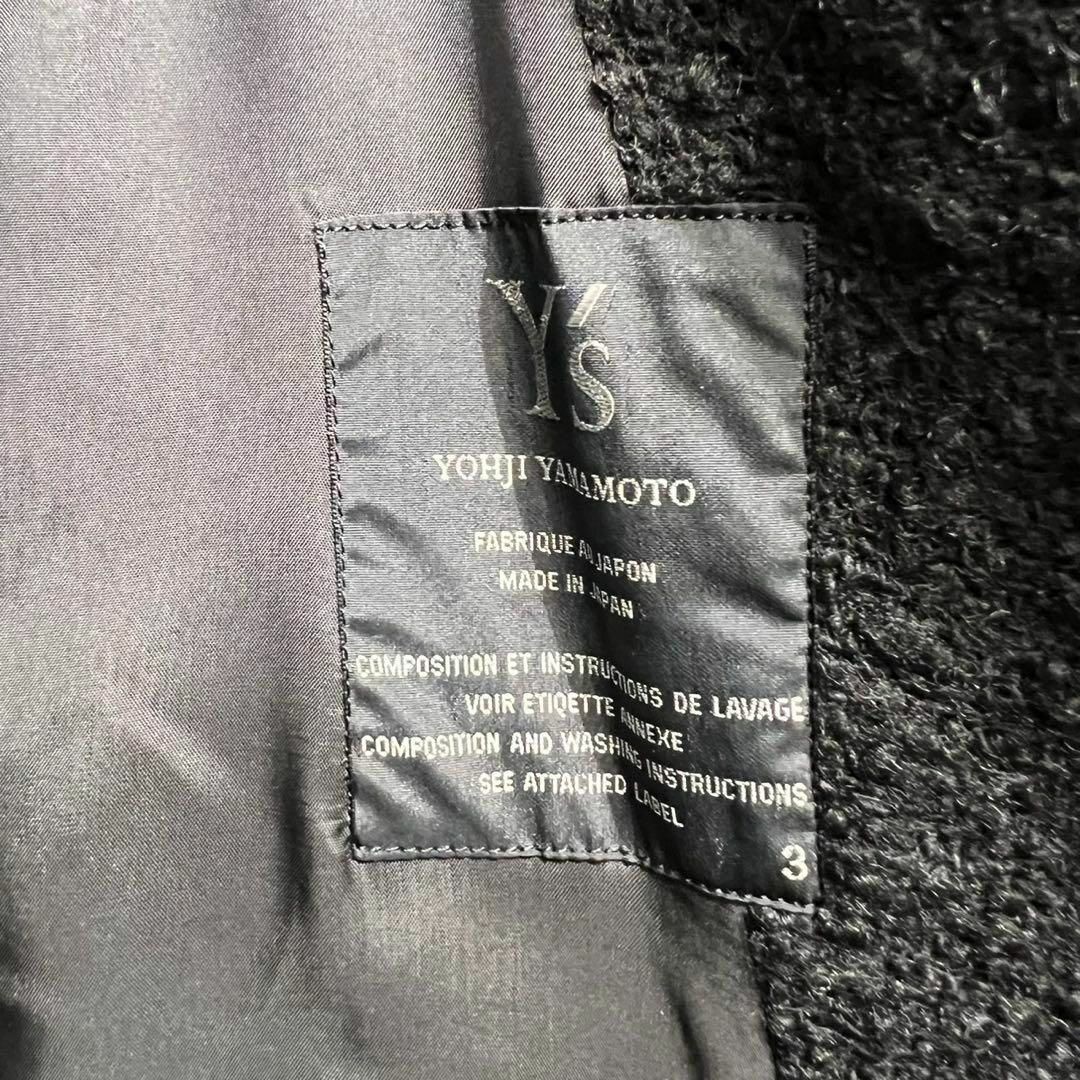 Y's
YOHJI YAMAMOTO
FABRIQUE AU JAPON
MADE IN JAPAN
COMPOSITION ET INSTRUCTIONS DE LAVAGE
VOIR ETIQETTE ANNEXE
COMPOSITION AND WASHING INSTRUCTIONS
SEE ATTACHED LABEL
3